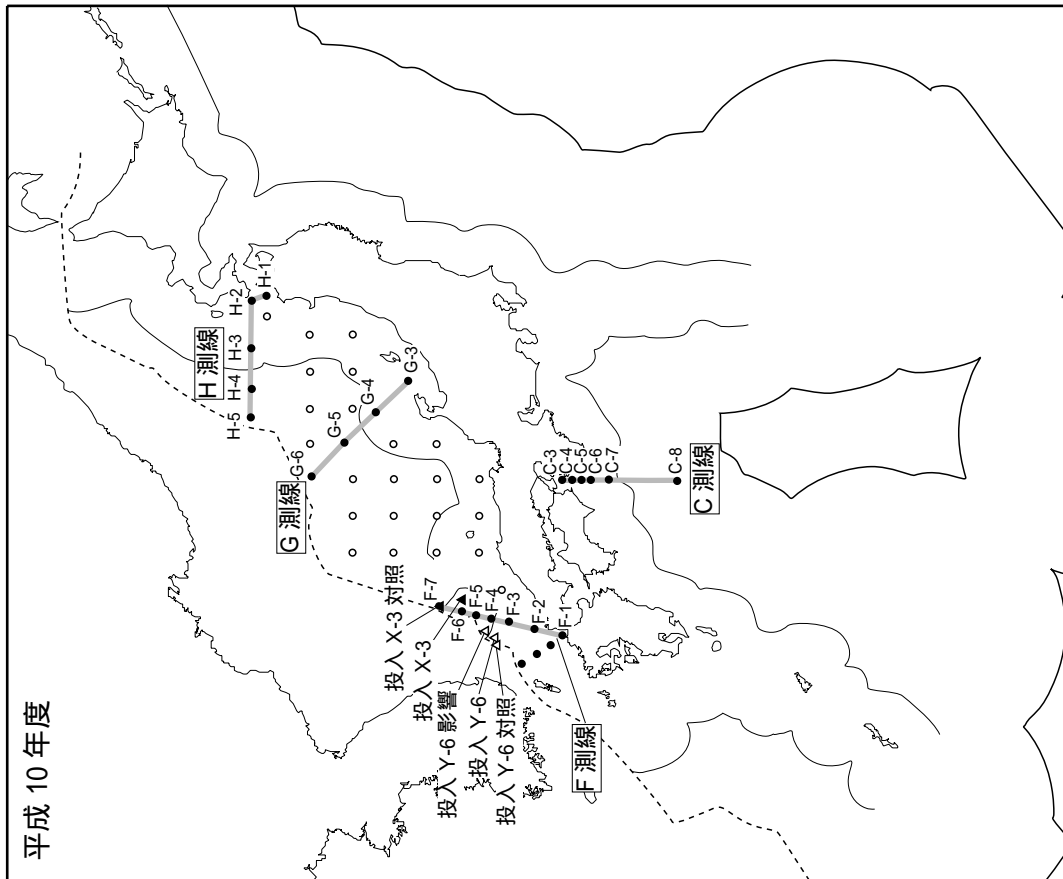 平成 10 年度
H 測線
H-5
H-4
H-3
H-2
H-1
G 測線
G-6
G-5
G-4
G-3
C-3
C-4
C-5
C-6
C-7
C-8
C 測線
投入 X-3 対照
投入 X-3
投入 Y-6 影響
投入 Y-6
投入 Y-6 対照
F-7
F-6
F-5
F-4
F-3
F-2
F-1
F 測線